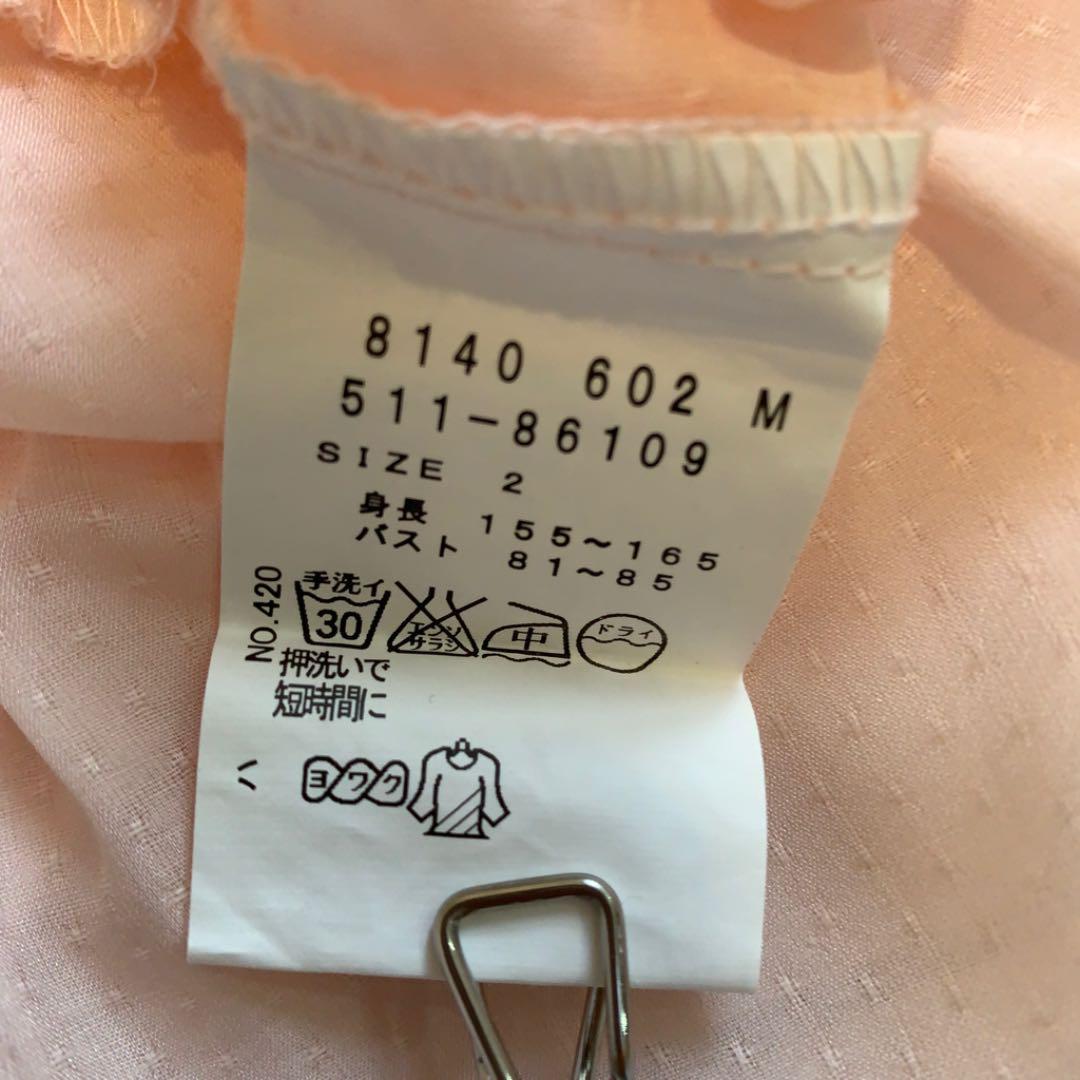 8140 602 M
511-86109
SIZE 2
身長 155〜165
バスト 81〜85
NO.420
手洗イ
30
エンソ
サラシ
中
ドライ
押洗いで
短時間に
ヨワク